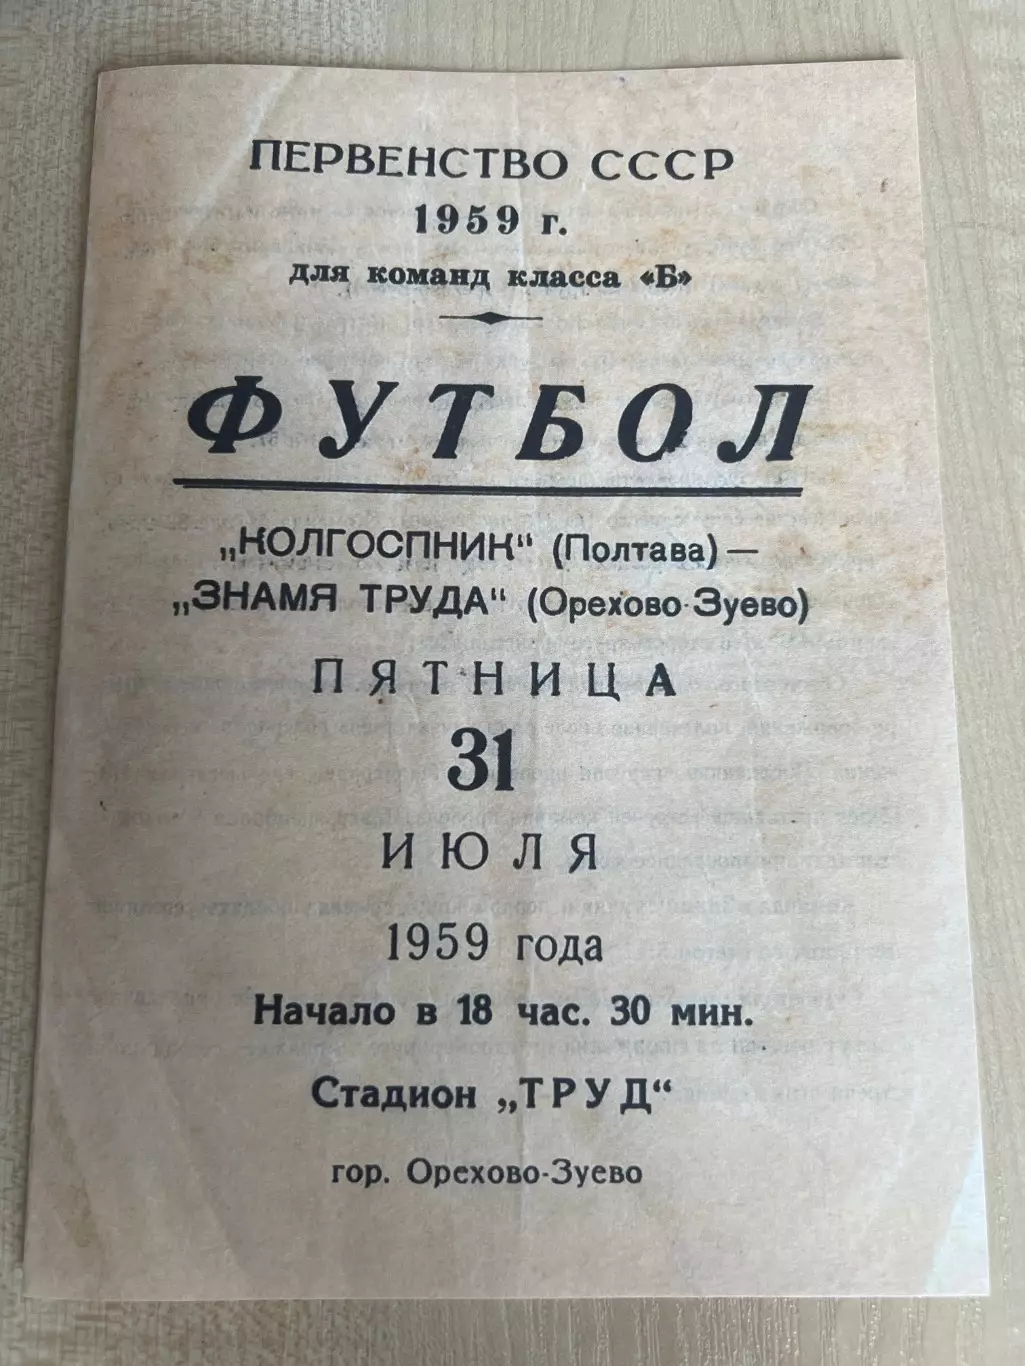 ПЕРВЕНСТВО СССР
1959 г.
для команд класса «Б»
ФУТБОЛ
„КОЛГОСПНИК“ (Полтава) —
„ЗНАМЯ ТРУДА“ (Орехово-Зуево)
ПЯТНИЦА
31
ИЮЛЯ
1959 года
Начало в 18 час. 30 мин.
Стадион „ТРУД“
гор. Орехово-Зуево